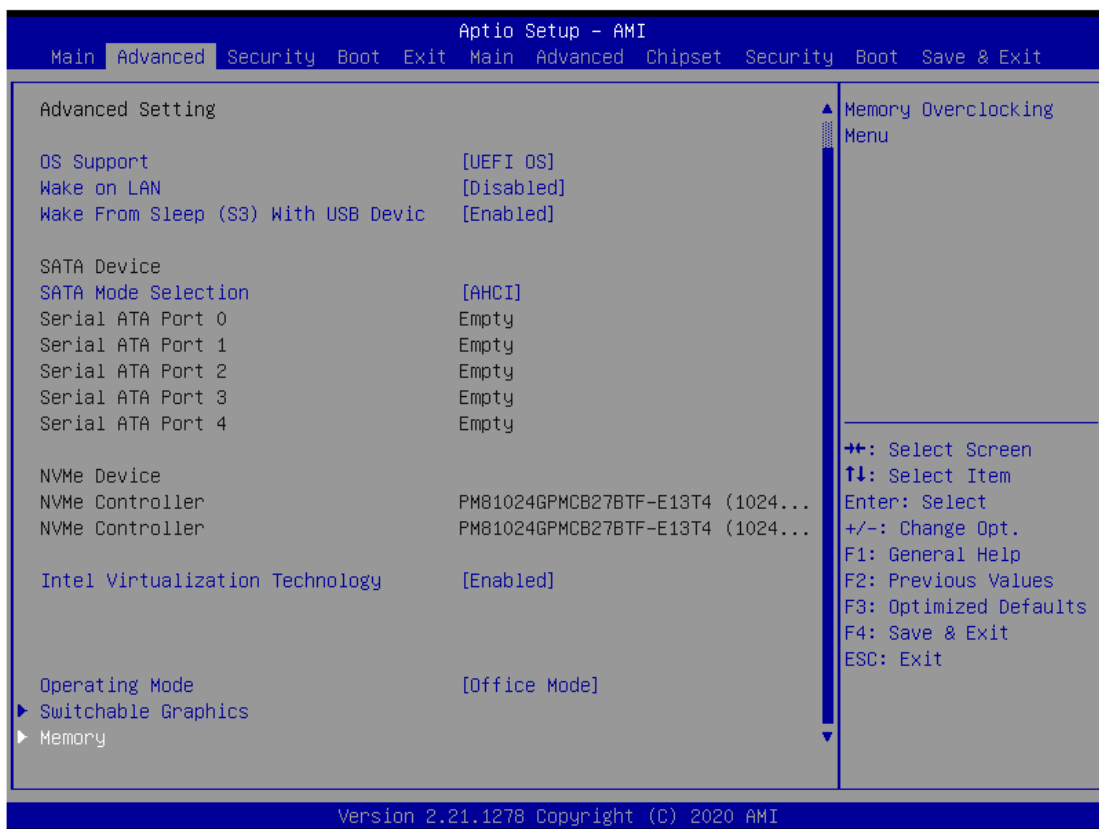 Aptio Setup - AMI
Main Advanced Security Boot Exit Main Advanced Chipset Security Boot Save & Exit
Advanced Setting
OS Support [UEFI OS]
Wake on LAN [Disabled]
Wake From Sleep (S3) With USB Devic [Enabled]
SATA Device
SATA Mode Selection [AHCI]
Serial ATA Port 0 Empty
Serial ATA Port 1 Empty
Serial ATA Port 2 Empty
Serial ATA Port 3 Empty
Serial ATA Port 4 Empty
NVMe Device
NVMe Controller PM81024GPMCB27BTF-E13T4 (1024...
NVMe Controller PM81024GPMCB27BTF-E13T4 (1024...
Intel Virtualization Technology [Enabled]
Operating Mode [Office Mode]
Switchable Graphics
Memory
Memory Overclocking
Menu
→←: Select Screen
↑↓: Select Item
Enter: Select
+/-: Change Opt.
F1: General Help
F2: Previous Values
F3: Optimized Defaults
F4: Save & Exit
ESC: Exit
Version 2.21.1278 Copyright (C) 2020 AMI